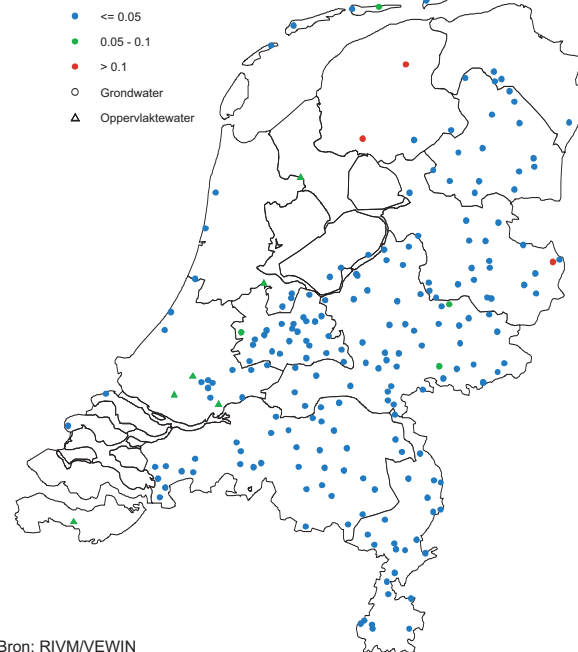 <= 0.05
0.05 - 0.1
> 0.1
Grondwater
Oppervlaktewater
Bron: RIVM/VEWIN